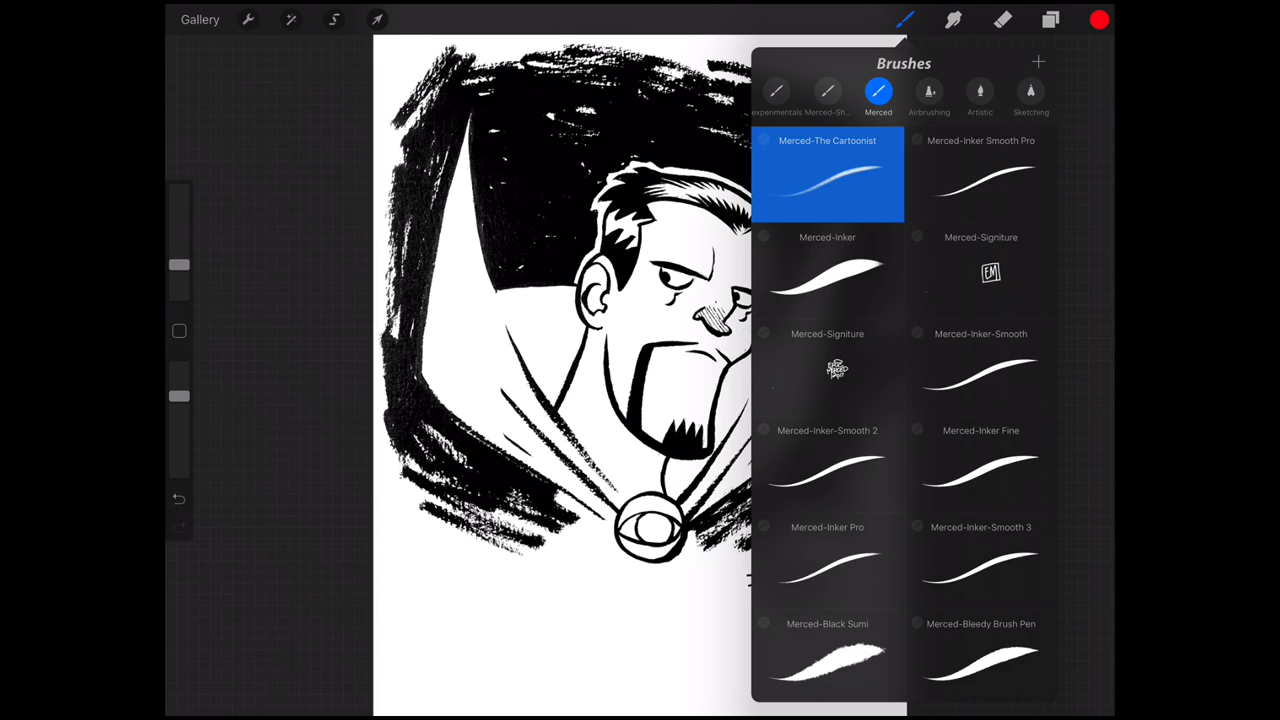 Gallery
Brushes
experimentals Merced-Sh... Merced Airbrushing Artistic Sketching
Merced-The Cartoonist Merced-Inker Smooth Pro
Merced-Inker Merced-Signiture
EM
Merced-Signiture Merced-Inker-Smooth
Merced-Inker-Smooth 2 Merced-Inker Fine
Merced-Inker Pro Merced-Inker-Smooth 3
Merced-Black Sumi Merced-Bleedy Brush Pen